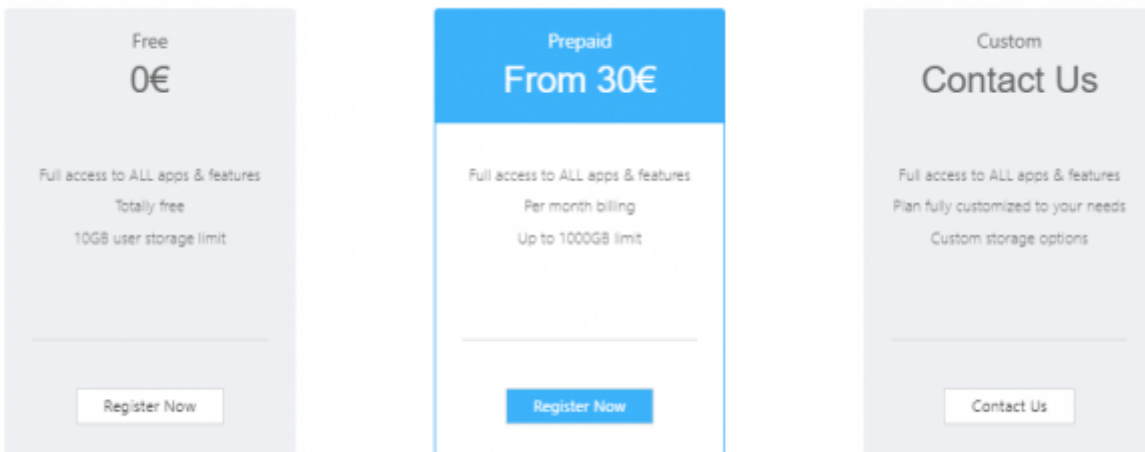 Free
0€
Full access to ALL apps & features
Totally free
10GB user storage limit
Register Now
Prepaid
From 30€
Full access to ALL apps & features
Per month billing
Up to 1000GB limit
Register Now
Custom
Contact Us
Full access to ALL apps & features
Plan fully customized to your needs
Custom storage options
Contact Us